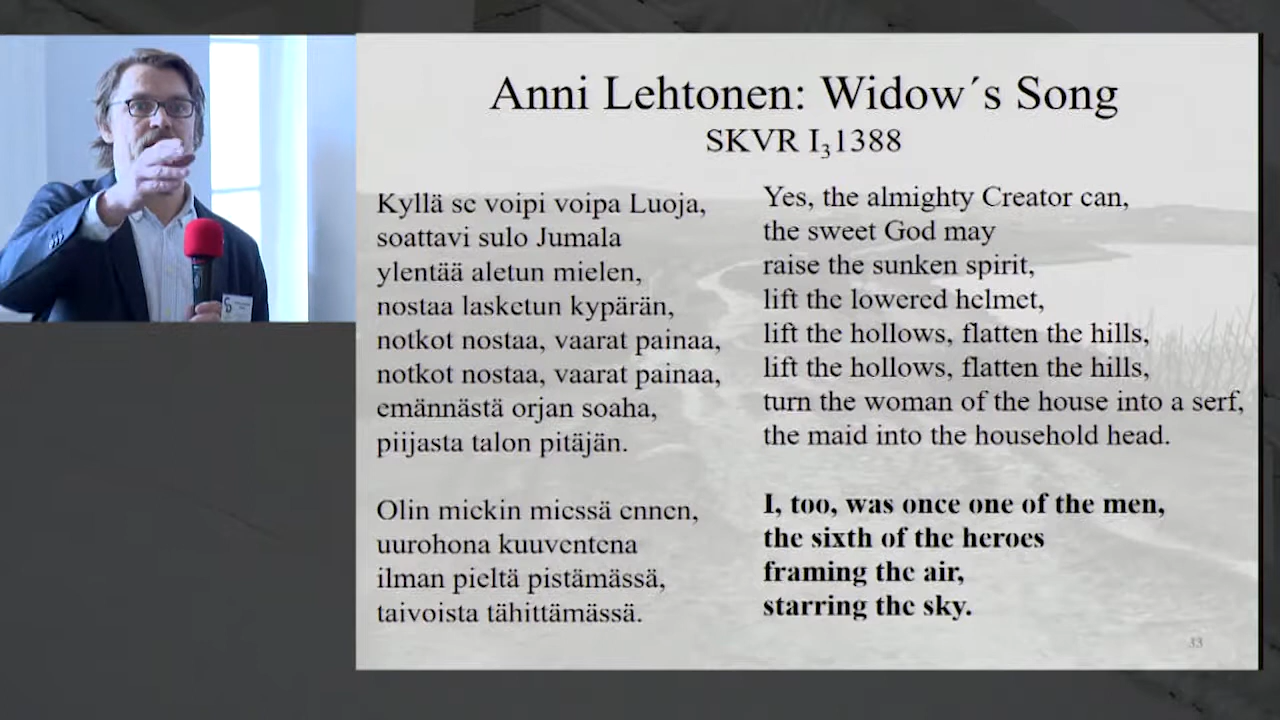 Anni Lehtonen: Widow´s Song
SKVR I₃1388
Kyllä se voipi voipa Luoja,
soattavi sulo Jumala
ylentää aletun mielen,
nostaa lasketun kypärän,
notkot nostaa, vaarat painaa,
notkot nostaa, vaarat painaa,
emännästä orjan soaha,
piijasta talon pitäjän.
Olin miekin miessä ennen,
uurohona kuuventena
ilman pieltä pistämässä,
taivoista tähittämässä.
Yes, the almighty Creator can,
the sweet God may
raise the sunken spirit,
lift the lowered helmet,
lift the hollows, flatten the hills,
lift the hollows, flatten the hills,
turn the woman of the house into a serf,
the maid into the household head.
I, too, was once one of the men,
the sixth of the heroes
framing the air,
starring the sky.
33